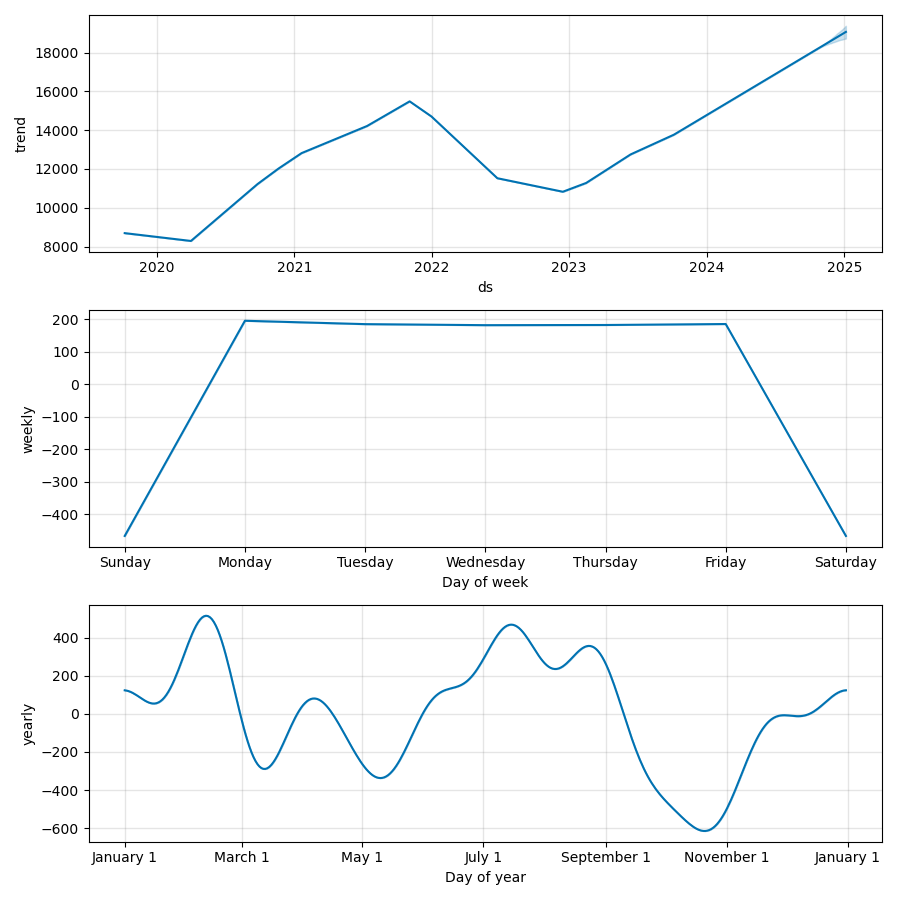 18000
16000
14000
12000
10000
8000
trend
2020 2021 2022 2023 2024 2025
ds
200
100
0
−100
−200
−300
−400
weekly
Sunday Monday Tuesday Wednesday Thursday Friday Saturday
Day of week
400
200
0
−200
−400
−600
yearly
January 1 March 1 May 1 July 1 September 1 November 1 January 1
Day of year